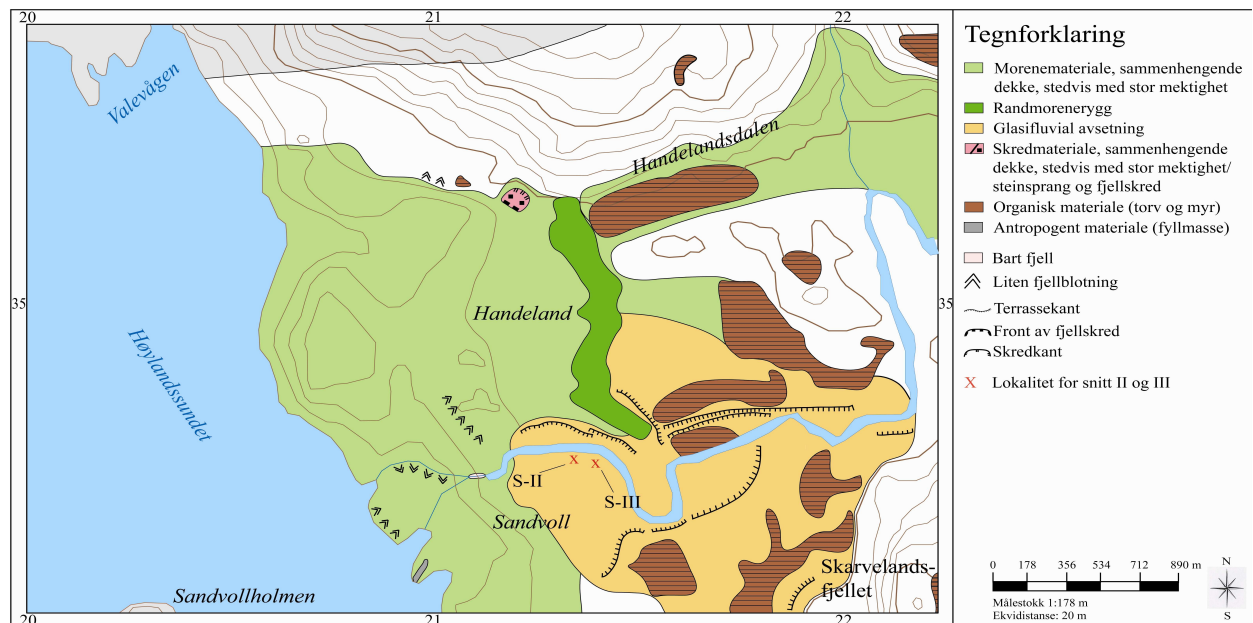 20
21
22
Valevågen
Handelandsdalen
35
35
Handeland
Høylandssundet
S-II
S-III
Sandvoll
Skarvelands-
fjellet
Sandvollholmen
20
21
22
Tegnforklaring
Morenemateriale, sammenhengende
dekke, stedvis med stor mektighet
Randmorenerygg
Glasifluvial avsetning
Skredmateriale, sammenhengende
dekke, stedvis med stor mektighet/
steinsprang og fjellskred
Organisk materiale (torv og myr)
Antropogent materiale (fyllmasse)
Bart fjell
Liten fjellblotning
Terrassekant
Front av fjellskred
Skredkant
X Lokalitet for snitt II og III
0 178 356 534 712 890 m
Målestokk 1:178 m
Ekvidistanse: 20 m
N
S
X
X